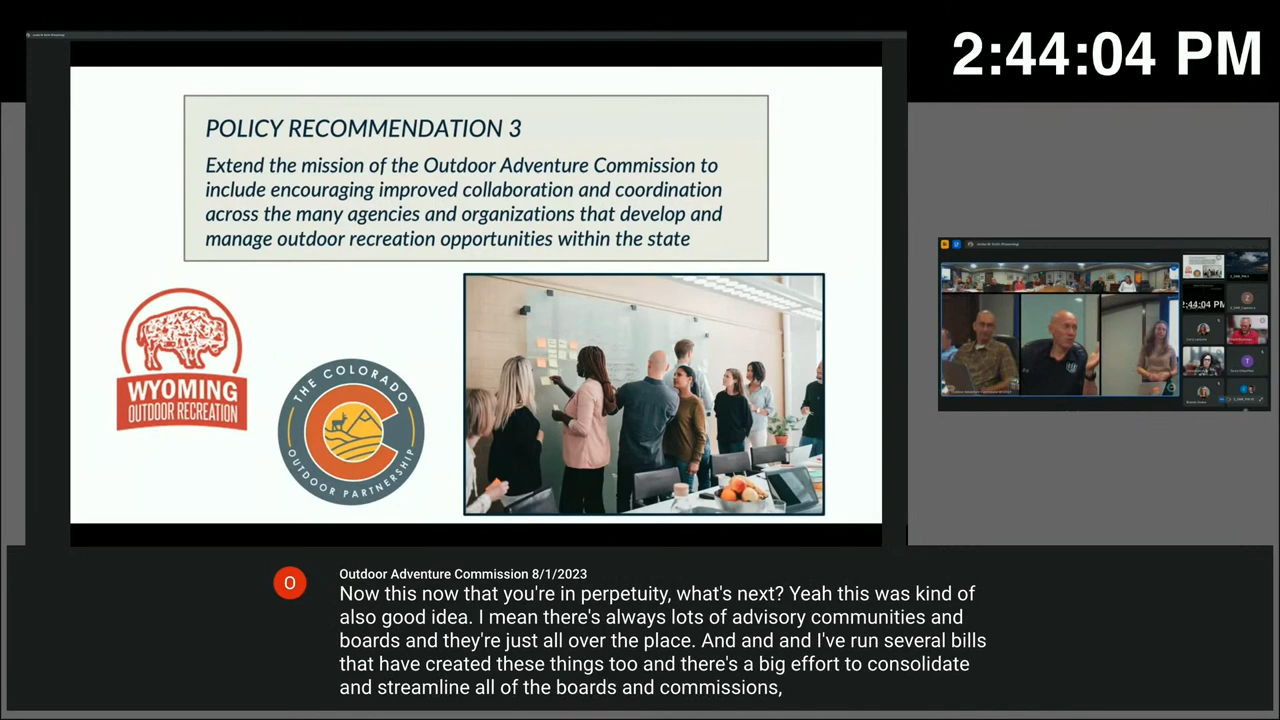 2:44:04 PM
POLICY RECOMMENDATION 3
Extend the mission of the Outdoor Adventure Commission to
include encouraging improved collaboration and coordination
across the many agencies and organizations that develop and
manage outdoor recreation opportunities within the state
WYOMING
OUTDOOR RECREATION
THE COLORADO
OUTDOOR PARTNERSHIP
2:44:04 PM
O
Outdoor Adventure Commission 8/1/2023
Now this now that you're in perpetuity, what's next? Yeah this was kind of
also good idea. I mean there's always lots of advisory communities and
boards and they're just all over the place. And and and I've run several bills
that have created these things too and there's a big effort to consolidate
and streamline all of the boards and commissions,